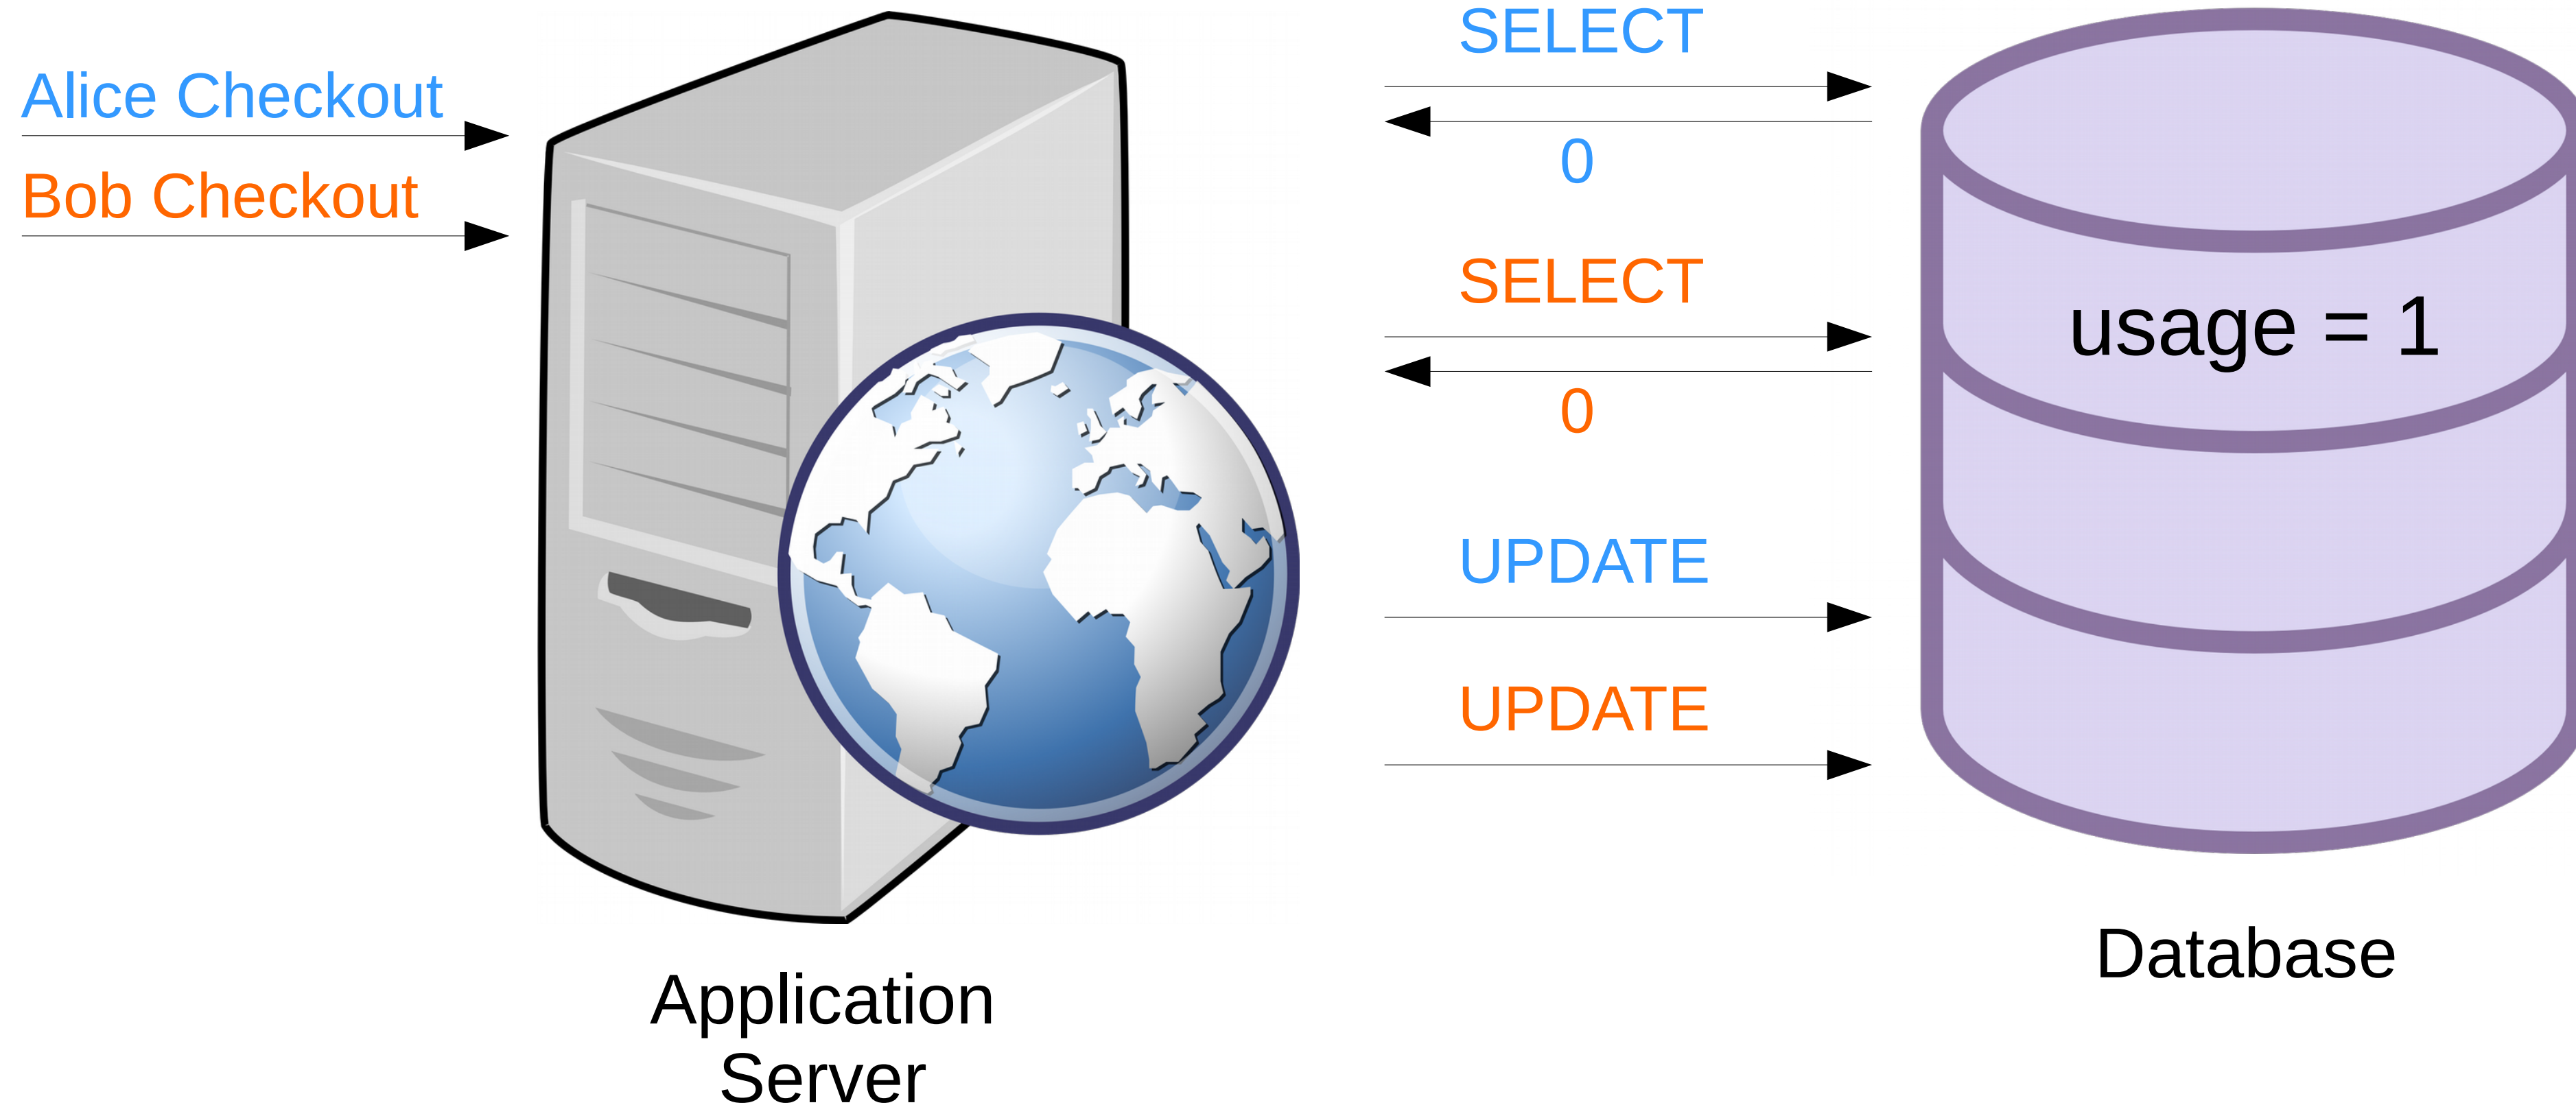 Alice Checkout
Bob Checkout
SELECT
0
SELECT
0
UPDATE
UPDATE
usage = 1
Application
Server
Database